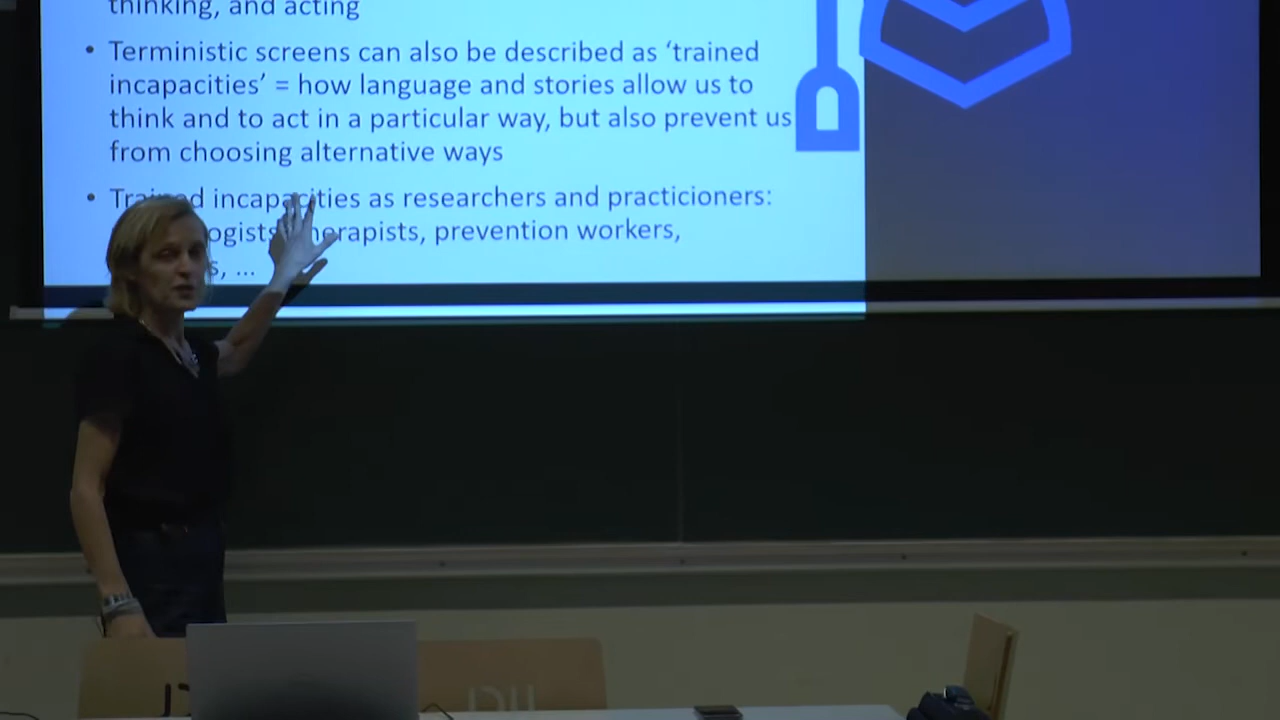 thinking, and acting
• Terministic screens can also be described as ‘trained
incapacities’ = how language and stories allow us to
think and to act in a particular way, but also prevent us
from choosing alternative ways
• Trained incapacities as researchers and practicioners:
therapists, prevention workers,
...